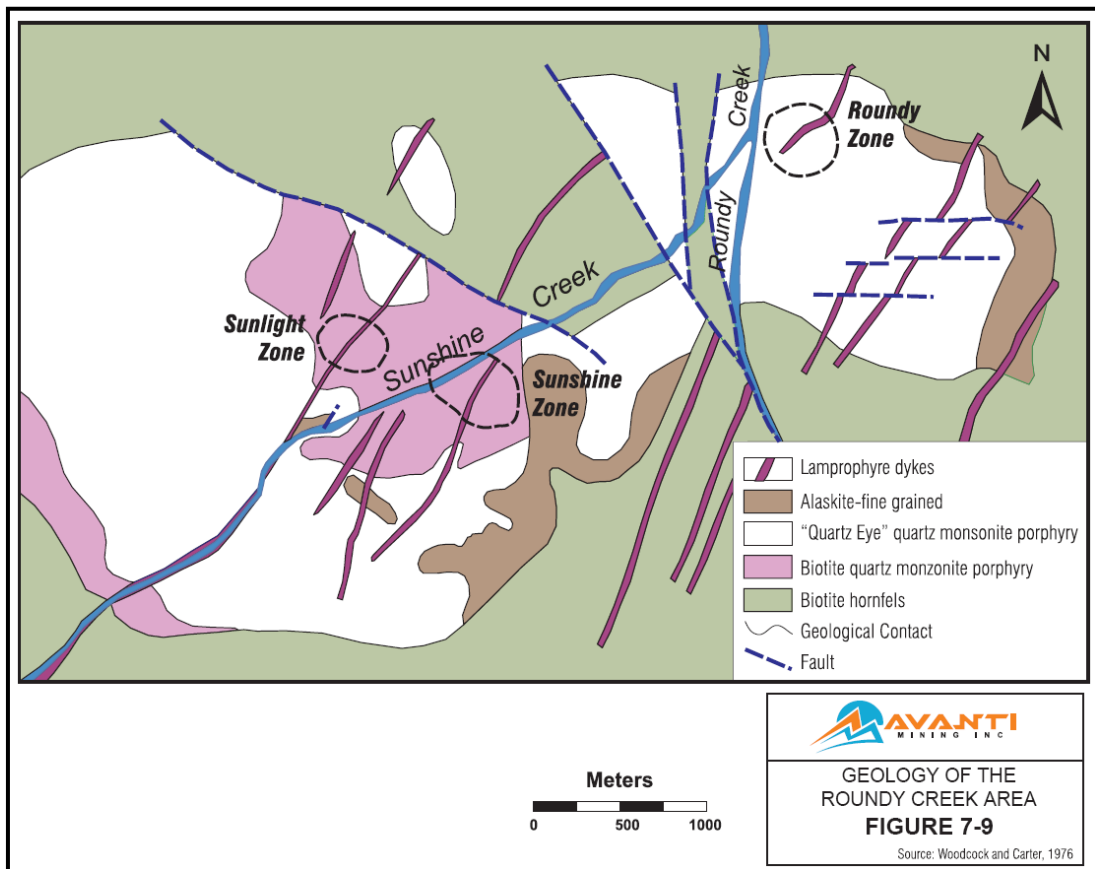 N
Creek
Roundy
Zone
Roundy
Creek
Sunlight
Zone
Sunshine
Sunshine
Zone
Lamprophyre dykes
Alaskite-fine grained
“Quartz Eye” quartz monsonite porphyry
Biotite quartz monzonite porphyry
Biotite hornfels
Geological Contact
Fault
Meters
0 500 1000
AVANTI
MINING INC
GEOLOGY OF THE
ROUNDY CREEK AREA
FIGURE 7-9
Source: Woodcock and Carter, 1976